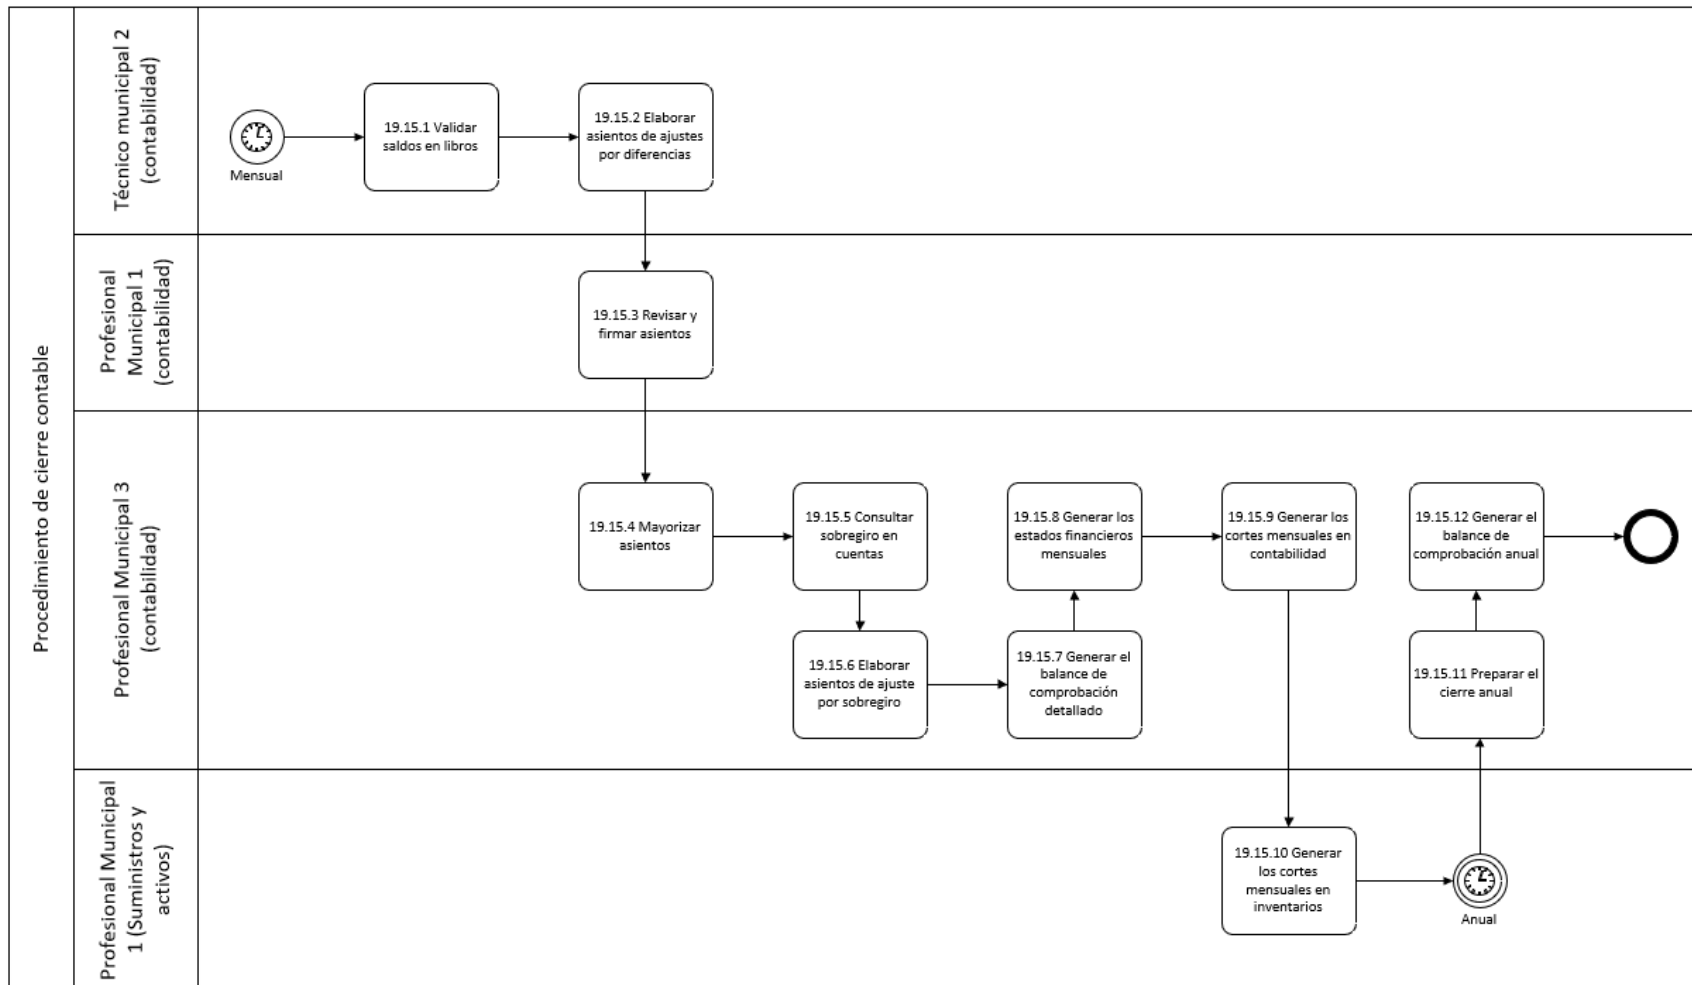 Procedimiento de cierre contable
Técnico municipal 2
(contabilidad)
Mensual
19.15.1 Validar
saldos en libros
19.15.2 Elaborar
asientos de ajustes
por diferencias
Profesional
Municipal 1
(contabilidad)
19.15.3 Revisar y
firmar asientos
Profesional Municipal 3
(contabilidad)
19.15.4 Mayorizar
asientos
19.15.5 Consultar
sobregiro en
cuentas
19.15.6 Elaborar
asientos de ajuste
por sobregiro
19.15.7 Generar el
balance de
comprobación
detallado
19.15.8 Generar los
estados financieros
mensuales
19.15.9 Generar los
cortes mensuales en
contabilidad
Profesional Municipal
1 (Suministros y
activos)
19.15.10 Generar
los cortes
mensuales en
inventarios
Anual
19.15.11 Preparar el
cierre anual
19.15.12 Generar el
balance de
comprobación anual